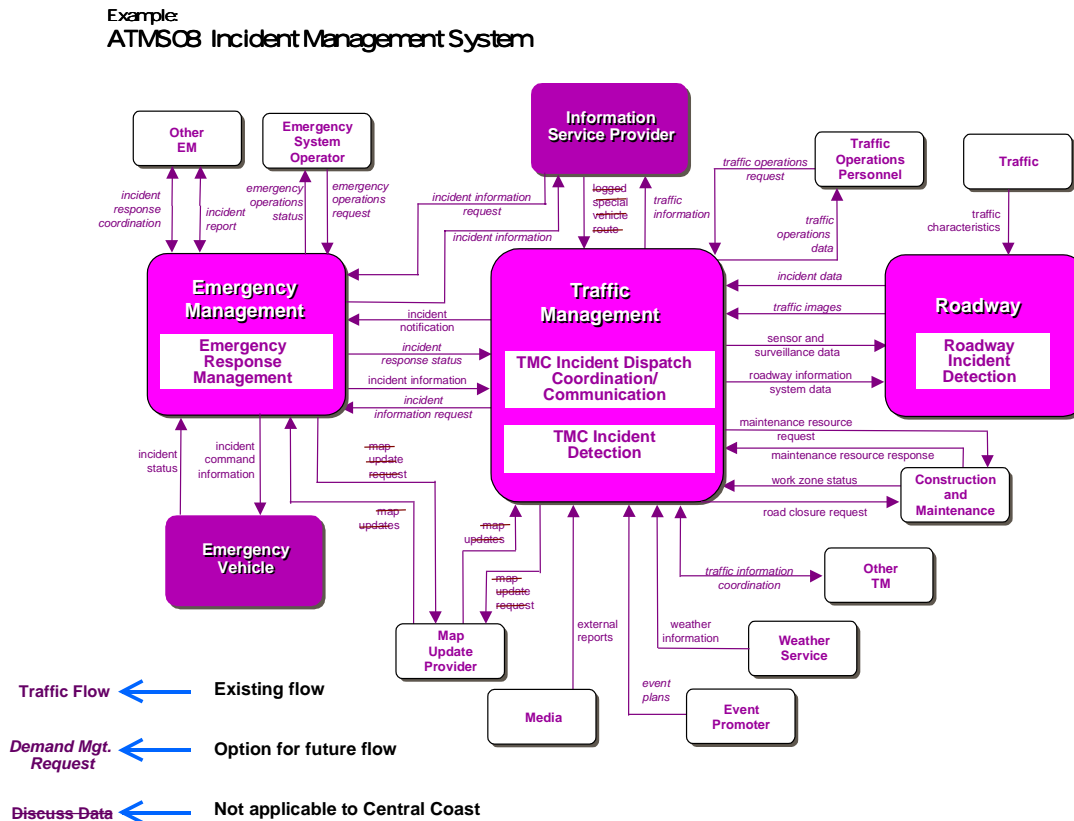 Example:
ATMS08 Incident Management System
Other
EM
Emergency
System
Operator
Information
Service Provider
Traffic
Operations
Personnel
Traffic
incident
response
coordination
incident
report
emergency
operations
status
emergency
operations
request
incident information
request
incident information
logged
special
vehicle
route
traffic
information
traffic operations
request
traffic
operations
data
traffic
characteristics
Emergency
Management
Emergency
Response
Management
incident
notification
incident
response status
incident information
incident
information request
Traffic
Management
TMC Incident Dispatch
Coordination/
Communication
TMC Incident
Detection
incident data
traffic images
sensor and
surveillance data
roadway information
system data
Roadway
Roadway
Incident
Detection
maintenance resource
request
maintenance resource response
work zone status
road closure request
Construction
and
Maintenance
incident
status
incident
command
information
map
update
request
map
updates
map
updates
map
update
request
Emergency
Vehicle
Map
Update
Provider
external
reports
Media
event
plans
Event
Promoter
weather
information
Weather
Service
traffic information
coordination
Other
TM
Traffic Flow
Existing flow
Demand Mgt.
Request
Option for future flow
Discuss Data
Not applicable to Central Coast